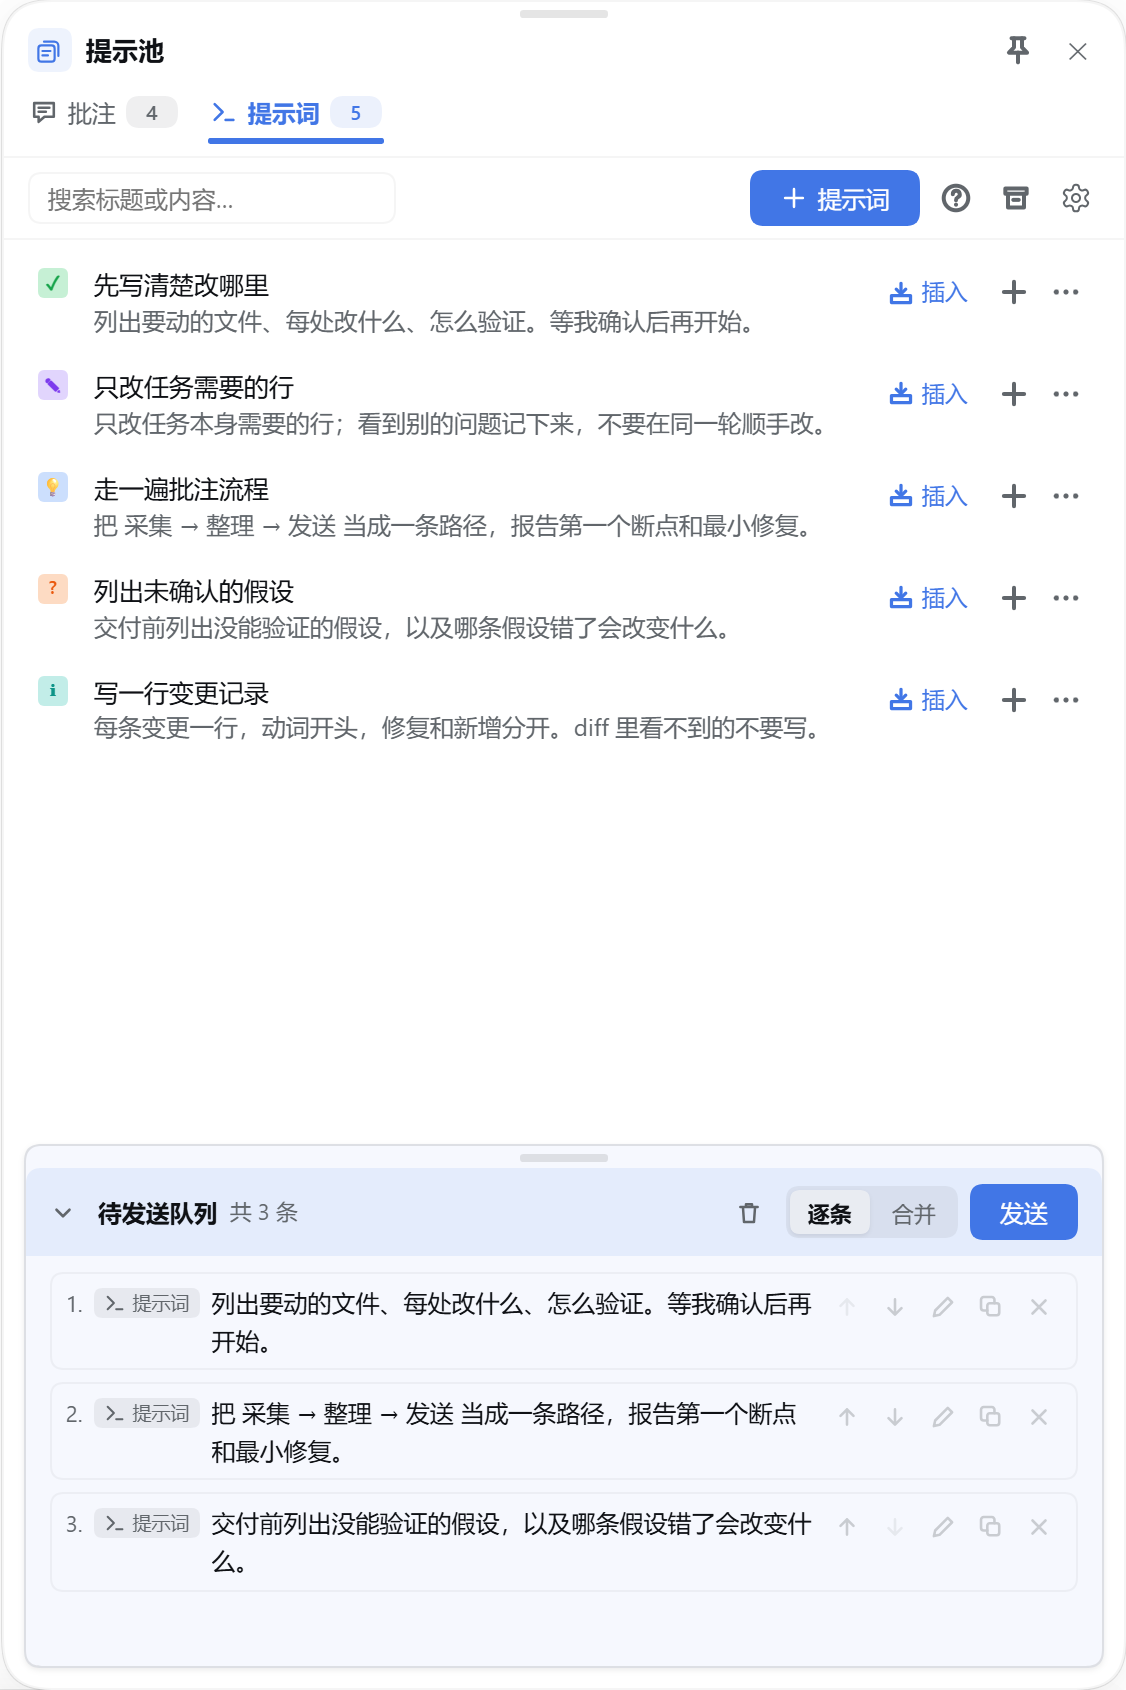 提示池
批注 4 提示词 5
搜索标题或内容...
提示词
先写清楚改哪里
插入
列出要动的文件、每处改什么、怎么验证。等我确认后再开始。
只改任务需要的行
插入
只改任务本身需要的行；看到别的问题记下来，不要在同一轮顺手改。
走一遍批注流程
插入
把 采集 → 整理 → 发送 当成一条路径，报告第一个断点和最小修复。
?
列出未确认的假设
插入
交付前列出没能验证的假设，以及哪条假设错了会改变什么。
i
写一行变更记录
插入
每条变更一行，动词开头，修复和新增分开。diff 里看不到的不要写。
待发送队列 共 3 条 逐条 合并 发送
1. 提示词 列出要动的文件、每处改什么、怎么验证。等我确认后再
开始。
2. 提示词 把 采集 → 整理 → 发送 当成一条路径，报告第一个断点
和最小修复。
3. 提示词 交付前列出没能验证的假设，以及哪条假设错了会改变什
么。